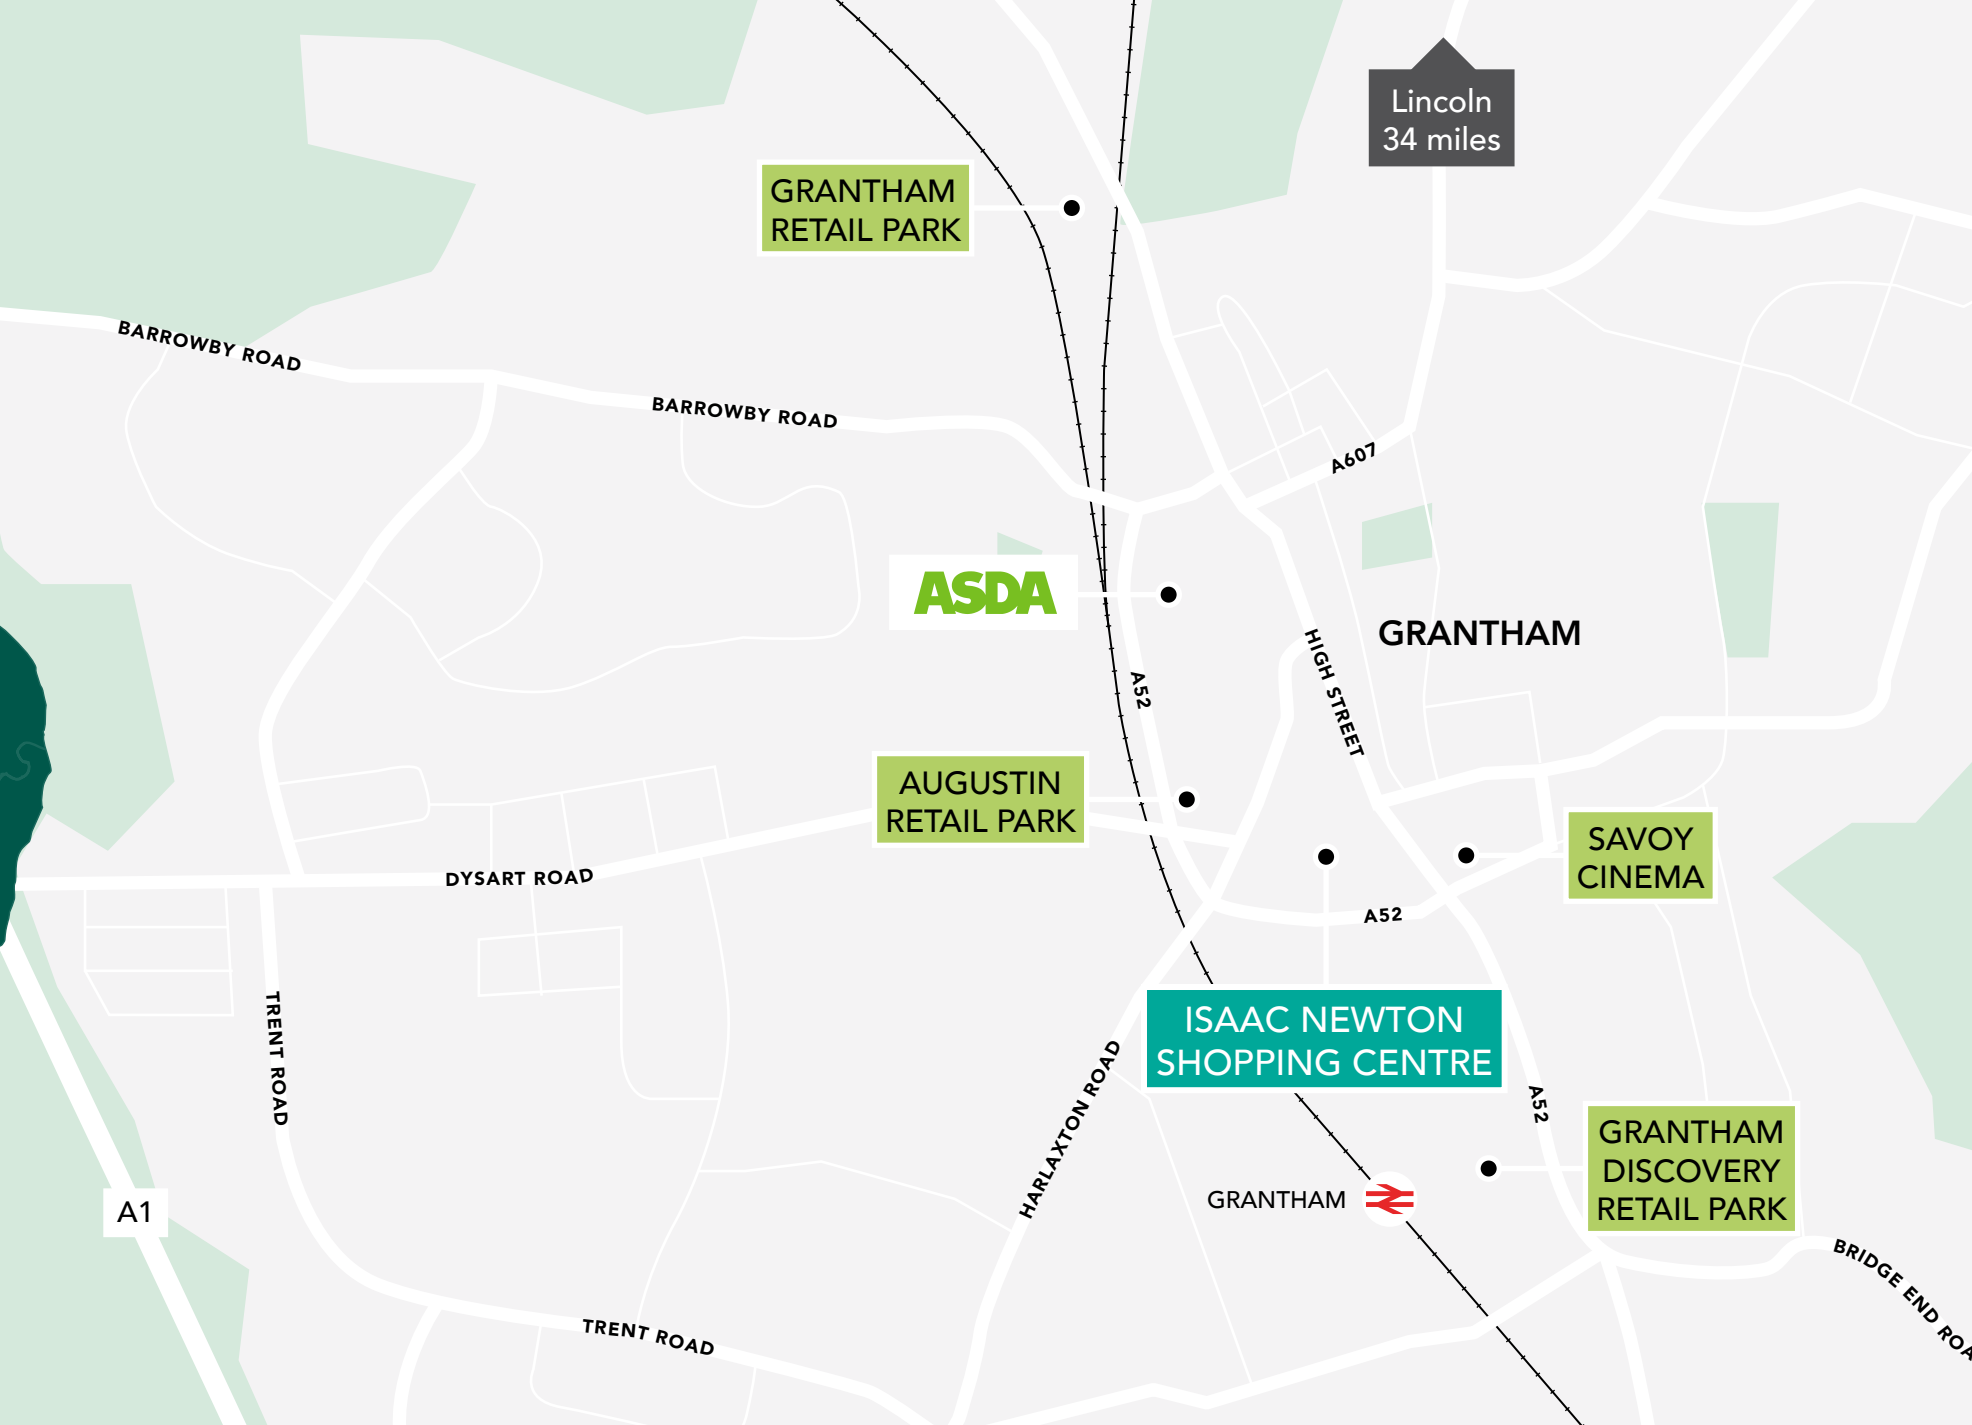 Lincoln
34 miles
GRANTHAM
RETAIL PARK
BARROWBY ROAD
BARROWBY ROAD
A607
ASDA
GRANTHAM
HIGH STREET
A52
AUGUSTIN
RETAIL PARK
SAVOY
CINEMA
DYSART ROAD
A52
TRENT ROAD
ISAAC NEWTON
SHOPPING CENTRE
HARLAXTON ROAD
A52
GRANTHAM
DISCOVERY
RETAIL PARK
GRANTHAM
A1
BRIDGE END ROA
TRENT ROAD